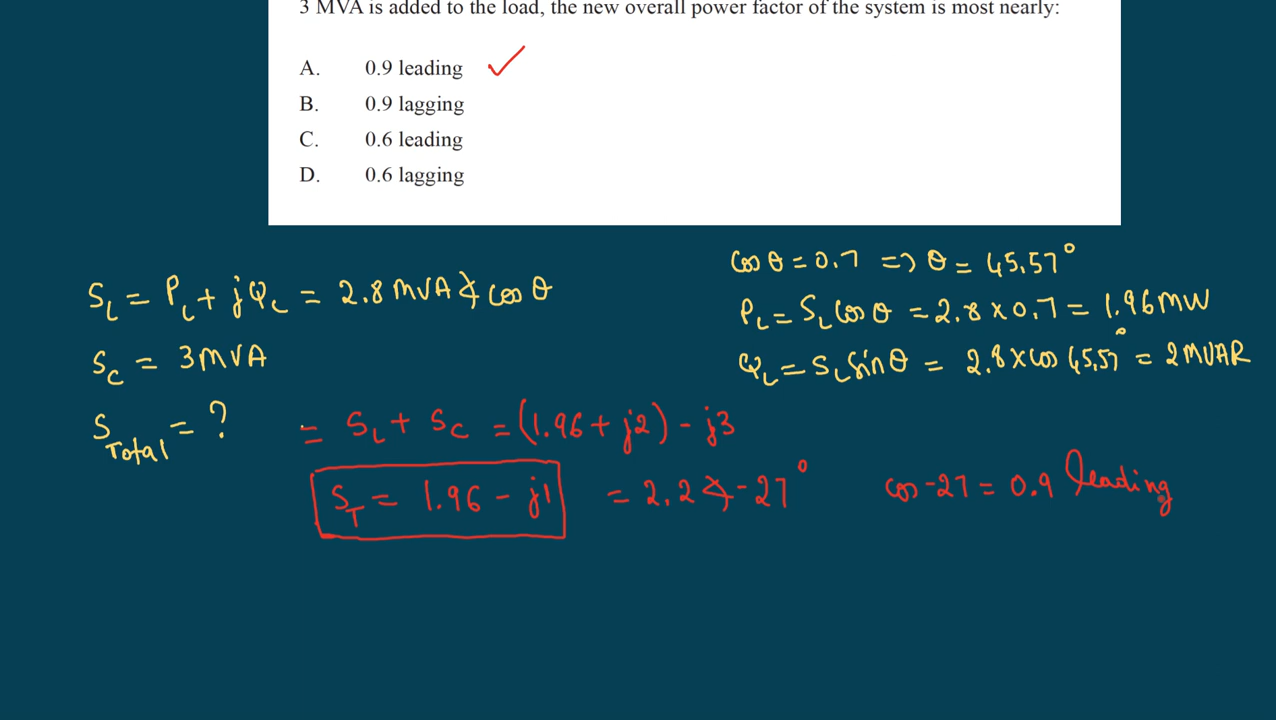 3 MVA is added to the load, the new overall power factor of the system is most nearly:
A. 0.9 leading ✓
B. 0.9 lagging
C. 0.6 leading
D. 0.6 lagging
cos θ = 0.7 => θ = 45.57°
S_L = P_L + jQ_L = 2.8 MVA ∡ cos θ
P_L = S_L cos θ = 2.8 x 0.7 = 1.96 MW
S_C = 3 MVA
Q_L = S_L sin θ = 2.8 x cos 45.57° = 2 MVAR
S_Total = ? = S_L + S_C = (1.96 + j2) - j3
S_T = 1.96 - j1 = 2.2 ∡ -27° cos -27 = 0.9 leading